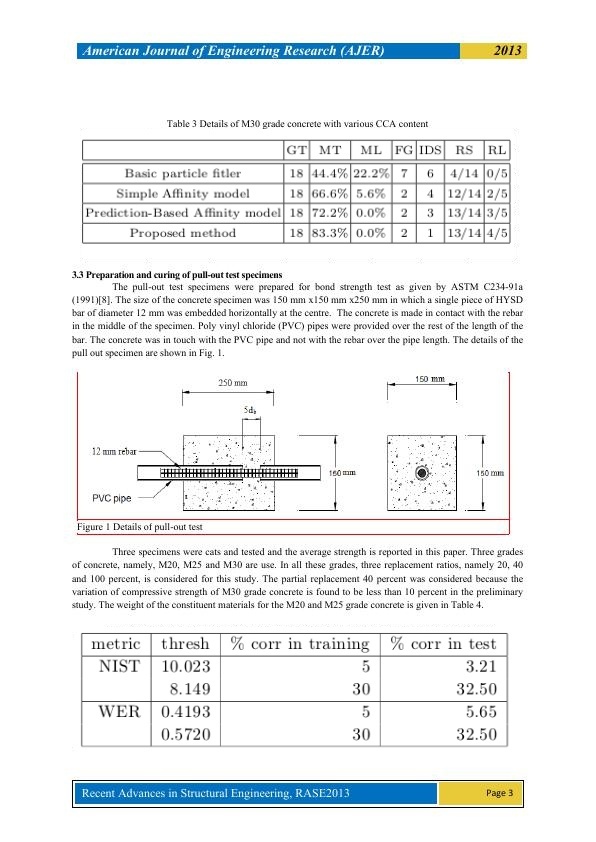 American Journal of Engineering Research (AJER) 2013
Table 3 Details of M30 grade concrete with various CCA content
GT MT ML FG IDS RS RL
Basic particle fitler 18 44.4% 22.2% 7 6 4/14 0/5
Simple Affinity model 18 66.6% 5.6% 2 4 12/14 2/5
Prediction-Based Affinity model 18 72.2% 0.0% 2 3 13/14 3/5
Proposed method 18 83.3% 0.0% 2 1 13/14 4/5
3.3 Preparation and curing of pull-out test specimens
The pull-out test specimens were prepared for bond strength test as given by ASTM C234-91a
(1991)[8]. The size of the concrete specimen was 150 mm x150 mm x250 mm in which a single piece of HYSD
bar of diameter 12 mm was embedded horizontally at the centre. The concrete is made in contact with the rebar
in the middle of the specimen. Poly vinyl chloride (PVC) pipes were provided over the rest of the length of the
bar. The concrete was in touch with the PVC pipe and not with the rebar over the pipe length. The details of the
pull out specimen are shown in Fig. 1.
250 mm
150 mm
5db
12 mm rebar
150 mm
150 mm
PVC pipe
Figure 1 Details of pull-out test
Three specimens were cats and tested and the average strength is reported in this paper. Three grades
of concrete, namely, M20, M25 and M30 are use. In all these grades, three replacement ratios, namely 20, 40
and 100 percent, is considered for this study. The partial replacement 40 percent was considered because the
variation of compressive strength of M30 grade concrete is found to be less than 10 percent in the preliminary
study. The weight of the constituent materials for the M20 and M25 grade concrete is given in Table 4.
metric thresh % corr in training % corr in test
NIST 10.023 5 3.21
8.149 30 32.50
WER 0.4193 5 5.65
0.5720 30 32.50
Recent Advances in Structural Engineering, RASE2013 Page 3